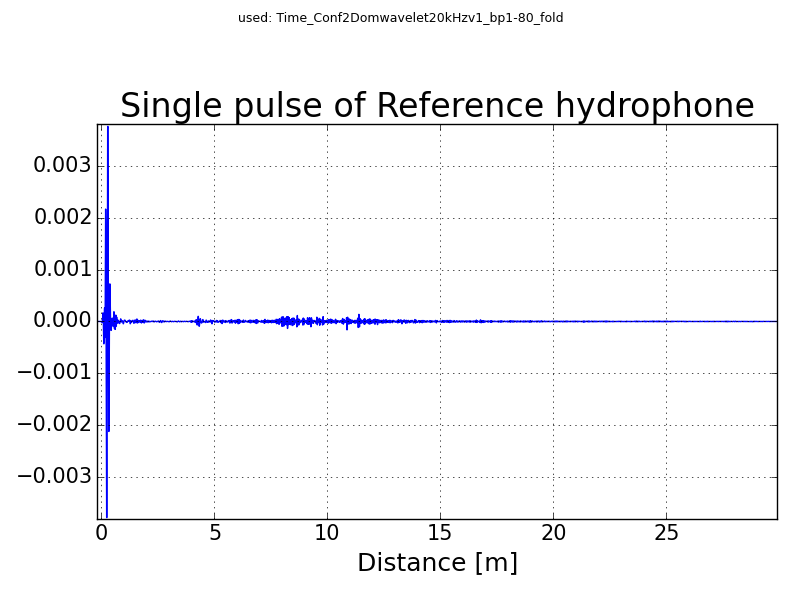 used: Time_Conf2Domwavelet20kHzv1_bp1-80_fold
Single pulse of Reference hydrophone
0.003
0.002
0.001
0.000
−0.001
−0.002
−0.003
0 5 10 15 20 25
Distance [m]